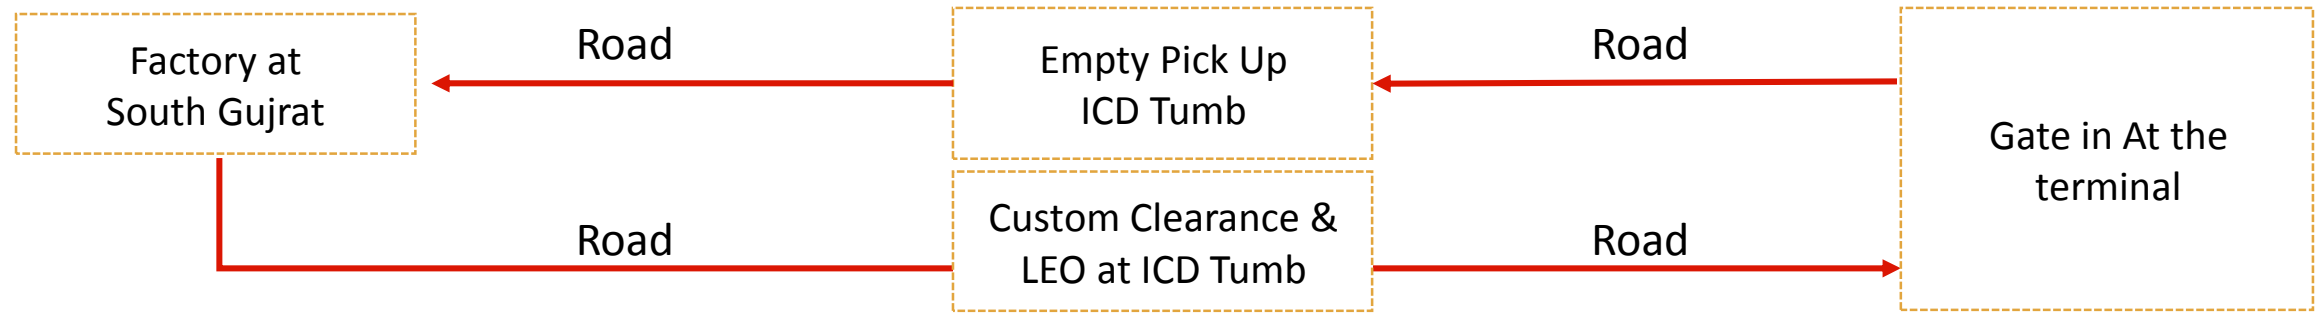 Factory at
South Gujrat
Road
Empty Pick Up
ICD Tumb
Road
Gate in At the
terminal
Road
Custom Clearance &
LEO at ICD Tumb
Road